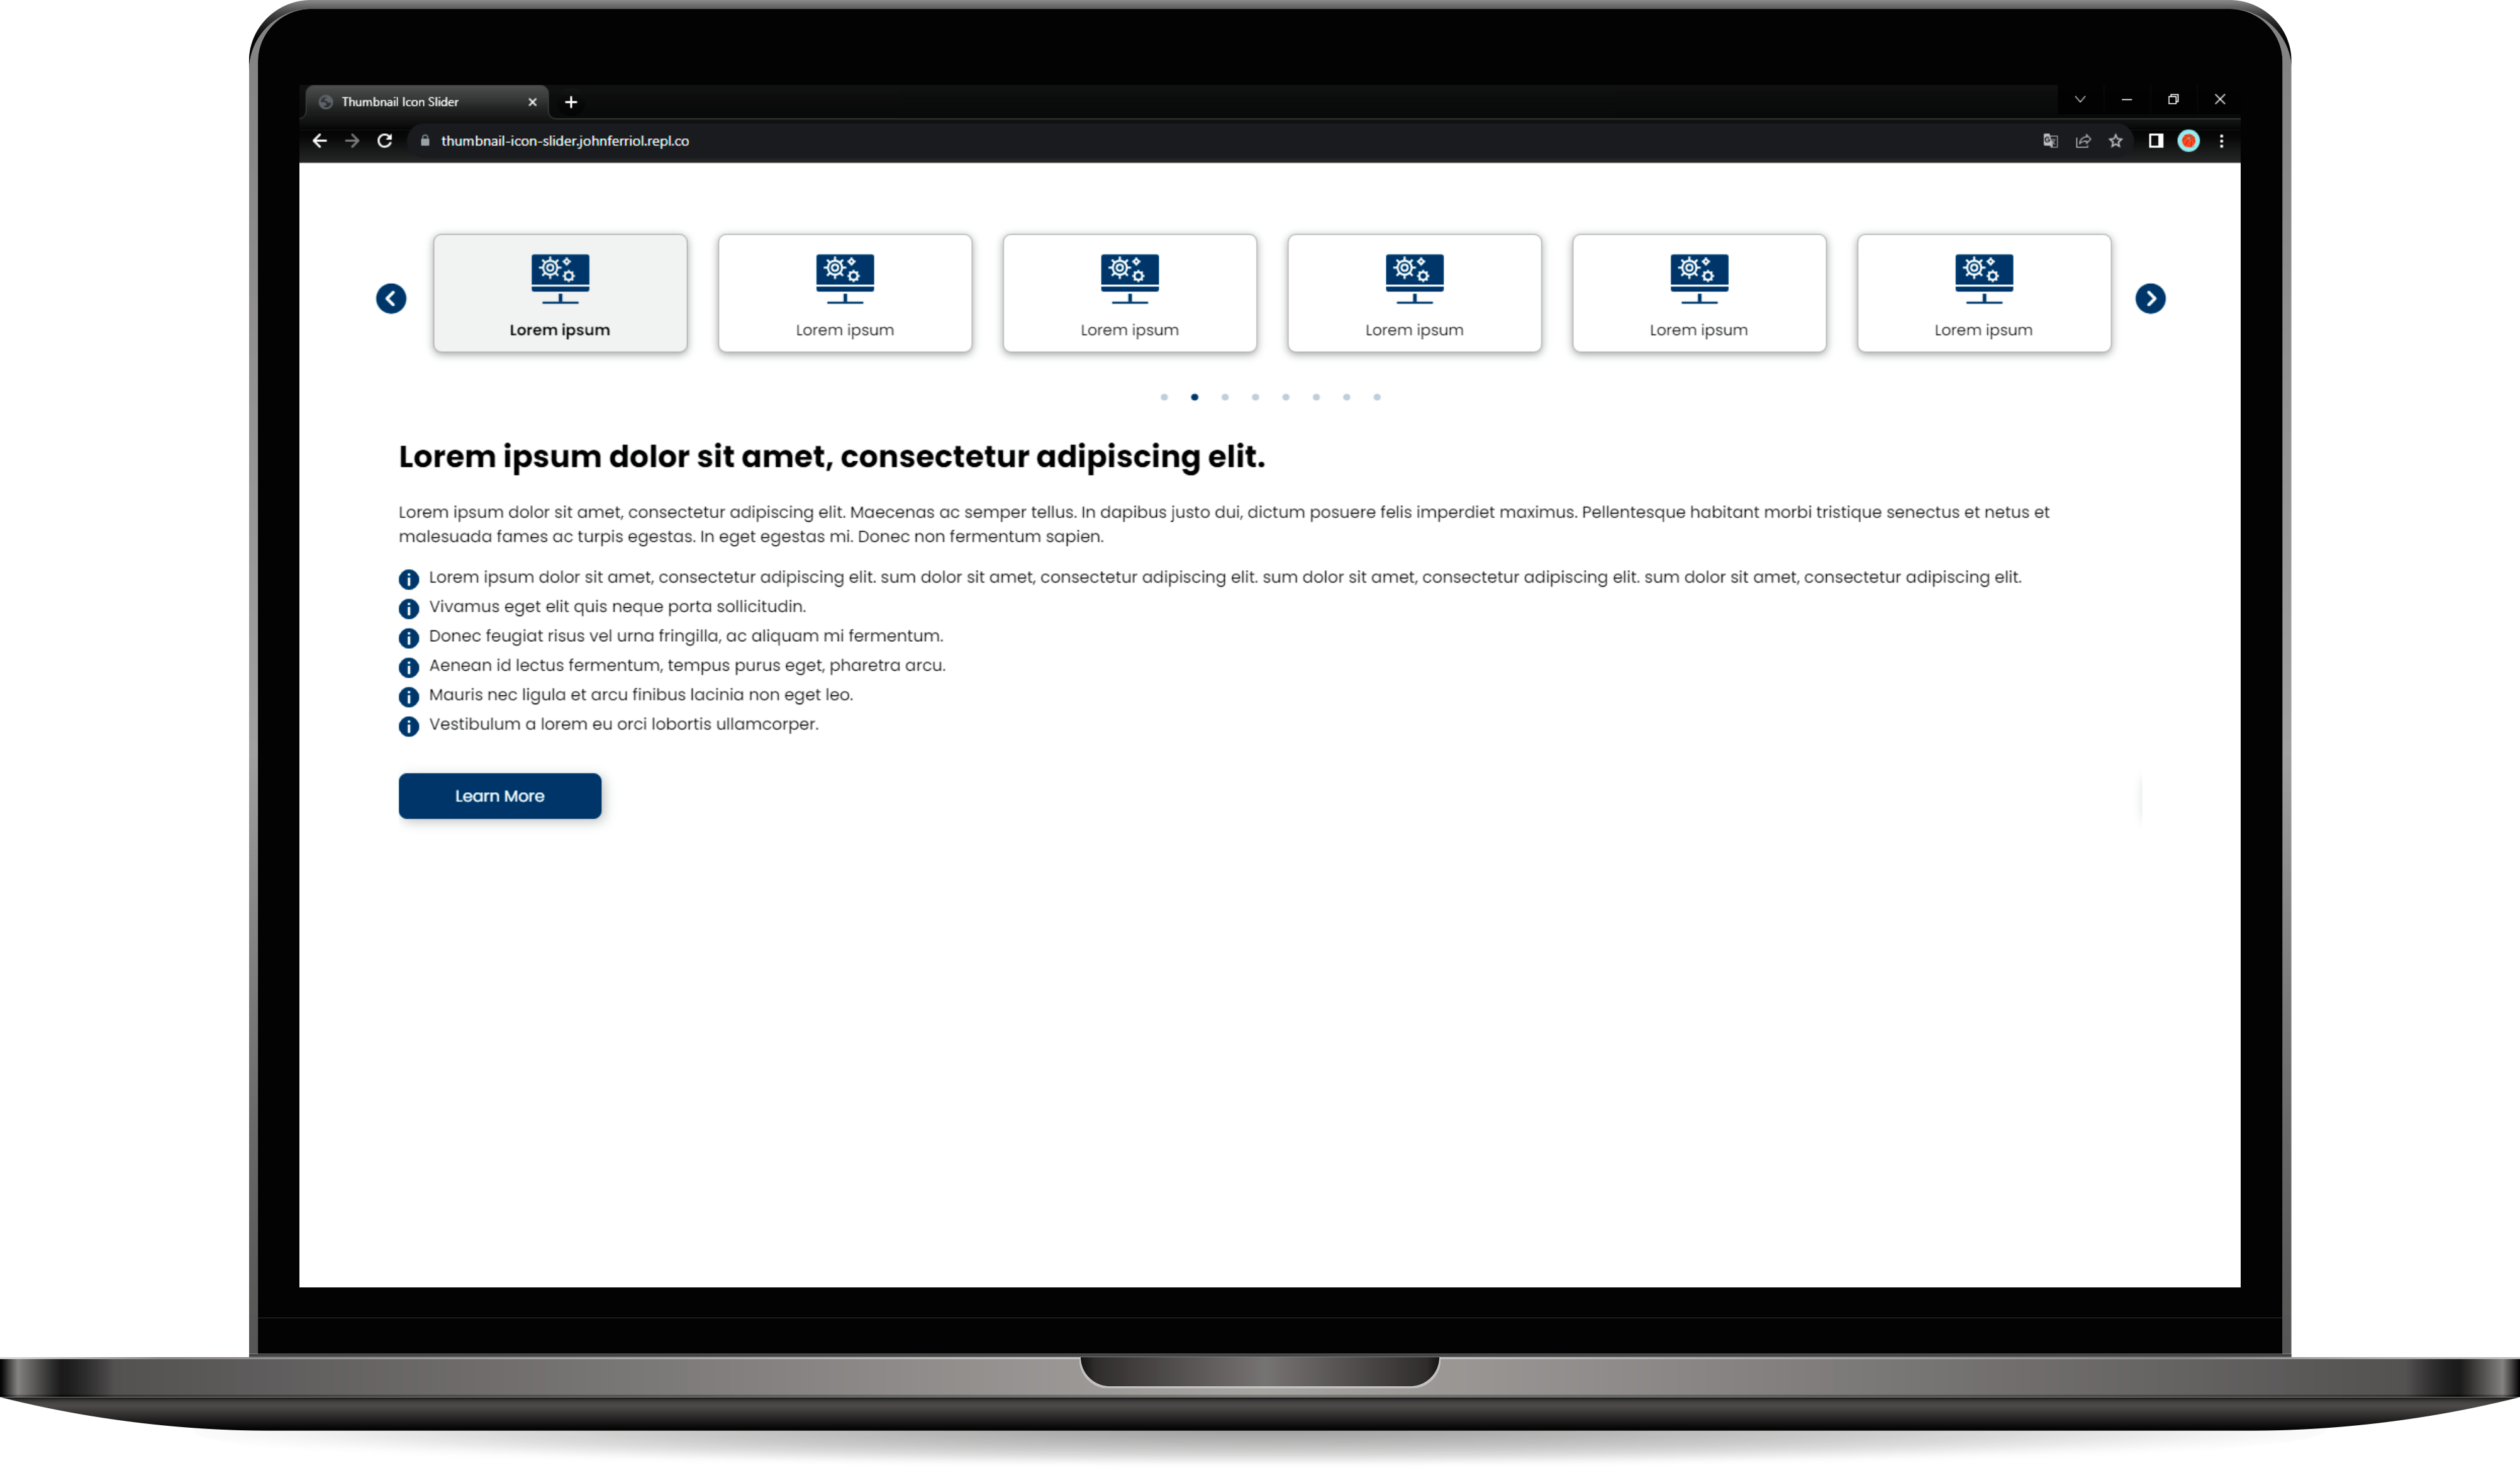 Thumbnail Icon Slider
thumbnail-icon-slider.johnferriol.repl.co
Lorem ipsum
Lorem ipsum
Lorem ipsum
Lorem ipsum
Lorem ipsum
Lorem ipsum
Lorem ipsum dolor sit amet, consectetur adipiscing elit.
Lorem ipsum dolor sit amet, consectetur adipiscing elit. Maecenas ac semper tellus. In dapibus justo dui, dictum posuere felis imperdiet maximus. Pellentesque habitant morbi tristique senectus et netus et
malesuada fames ac turpis egestas. In eget egestas mi. Donec non fermentum sapien.
Lorem ipsum dolor sit amet, consectetur adipiscing elit. sum dolor sit amet, consectetur adipiscing elit. sum dolor sit amet, consectetur adipiscing elit. sum dolor sit amet, consectetur adipiscing elit.
Vivamus eget elit quis neque porta sollicitudin.
Donec feugiat risus vel urna fringilla, ac aliquam mi fermentum.
Aenean id lectus fermentum, tempus purus eget, pharetra arcu.
Mauris nec ligula et arcu finibus lacinia non eget leo.
Vestibulum a lorem eu orci lobortis ullamcorper.
Learn More